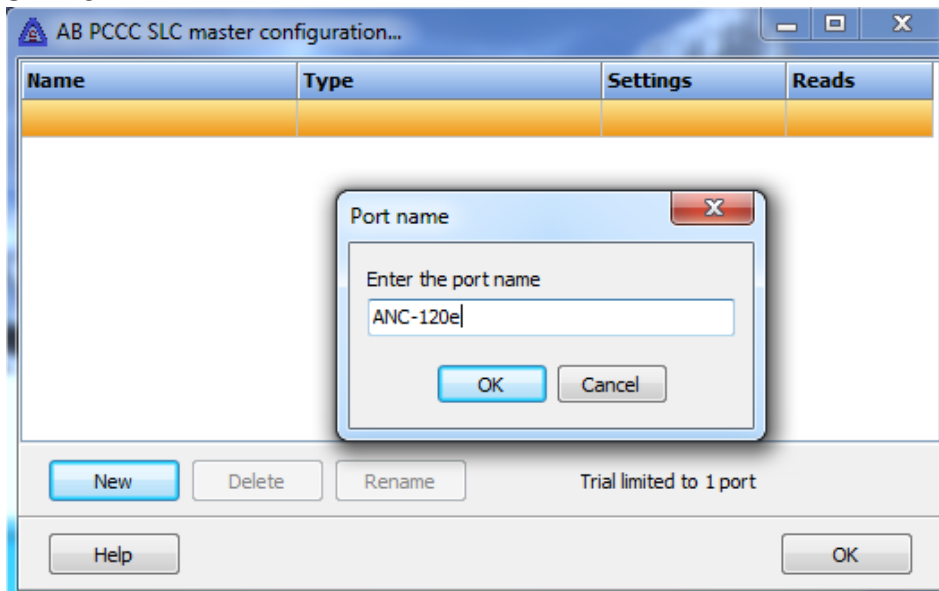 AB PCCC SLC master configuration...
Name Type Settings Reads
Port name
Enter the port name
ANC-120e
OK Cancel
New Delete Rename Trial limited to 1 port
Help OK